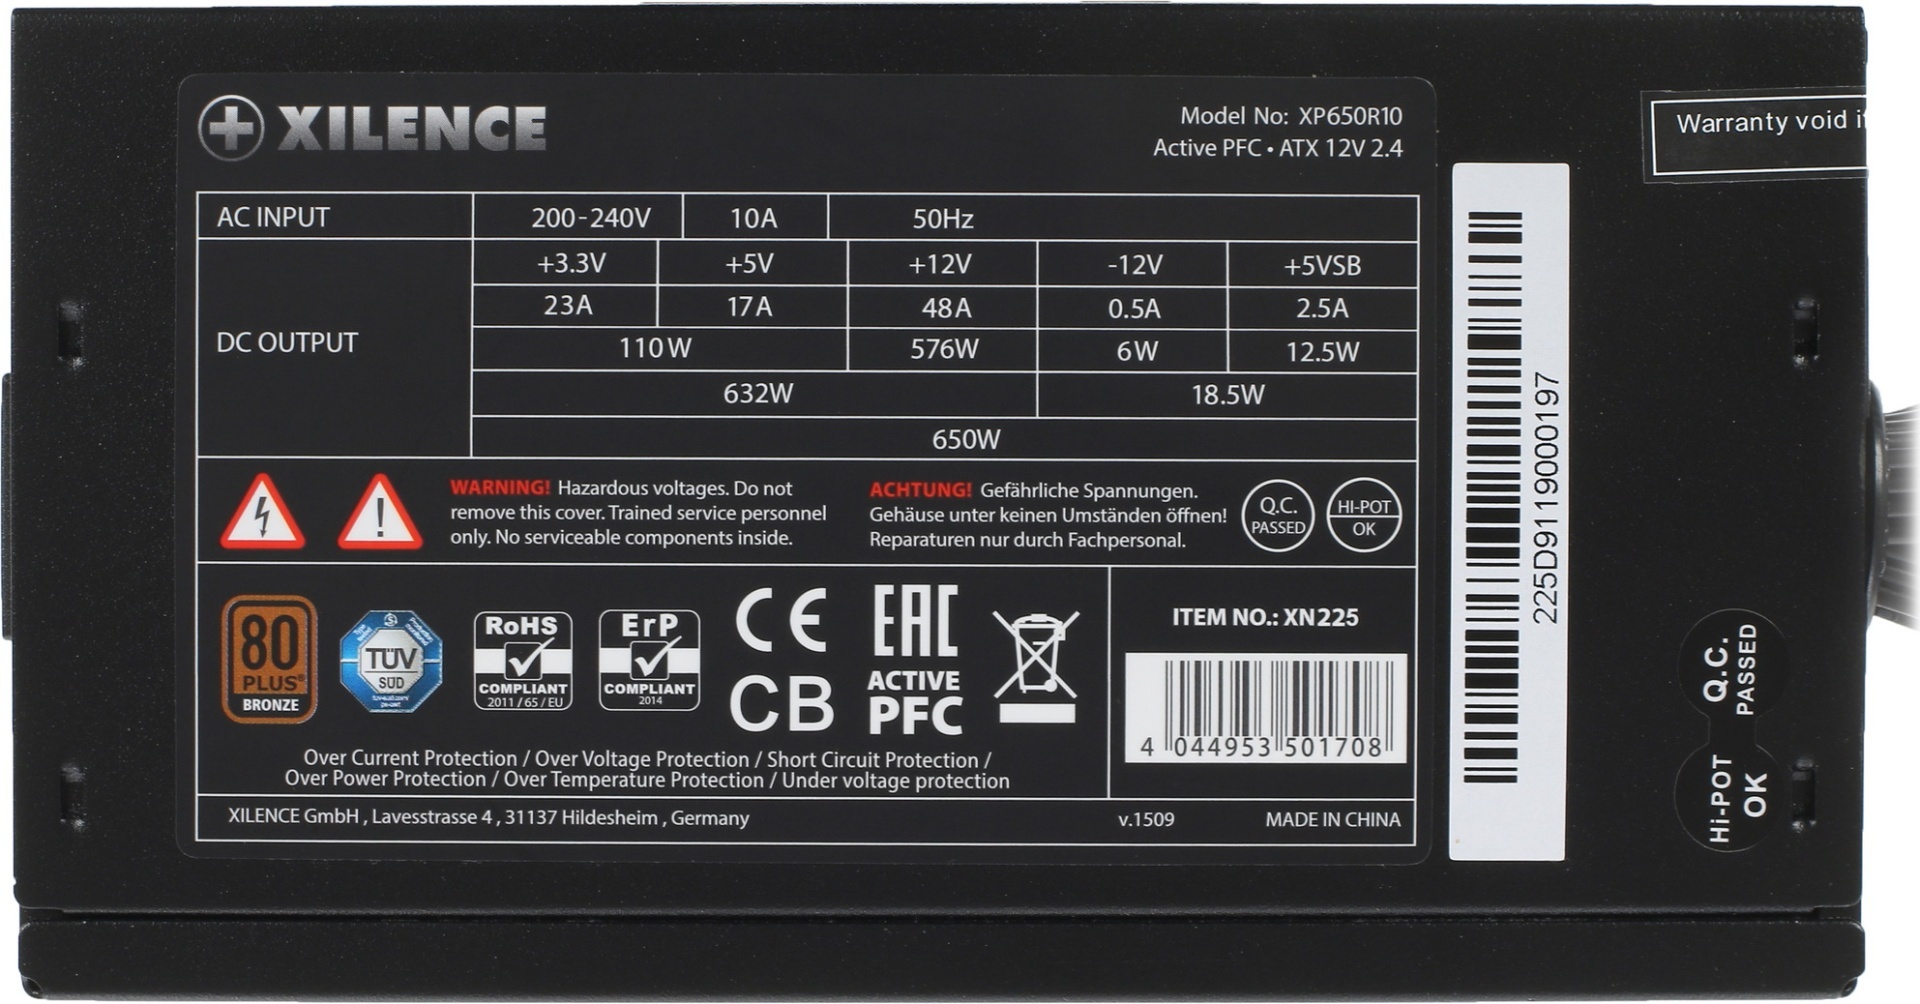 XILENCE
Model No: XP650R10
Active PFC • ATX 12V 2.4
Warranty void i
AC INPUT 200-240V 10A 50Hz
DC OUTPUT
+3.3V +5V +12V -12V +5VSB
23A 17A 48A 0.5A 2.5A
110W 576W 6W 12.5W
632W 18.5W
650W
WARNING! Hazardous voltages. Do not
remove this cover. Trained service personnel
only. No serviceable components inside.
ACHTUNG! Gefährliche Spannungen.
Gehäuse unter keinen Umständen öffnen!
Reparaturen nur durch Fachpersonal.
Q.C.
PASSED
HI-POT
OK
80
PLUS®
BRONZE
TÜV
SÜD
RoHS
COMPLIANT
2011/65/EU
ErP
COMPLIANT
2014
CE
CB
EAC
ACTIVE
PFC
ITEM NO.: XN225
4 044953 501708
Over Current Protection / Over Voltage Protection / Short Circuit Protection /
Over Power Protection / Over Temperature Protection / Under voltage protection
XILENCE GmbH , Lavesstrasse 4 , 31137 Hildesheim , Germany
v.1509
MADE IN CHINA
225D9119000197
Q.C.
PASSED
Hi-POT
OK